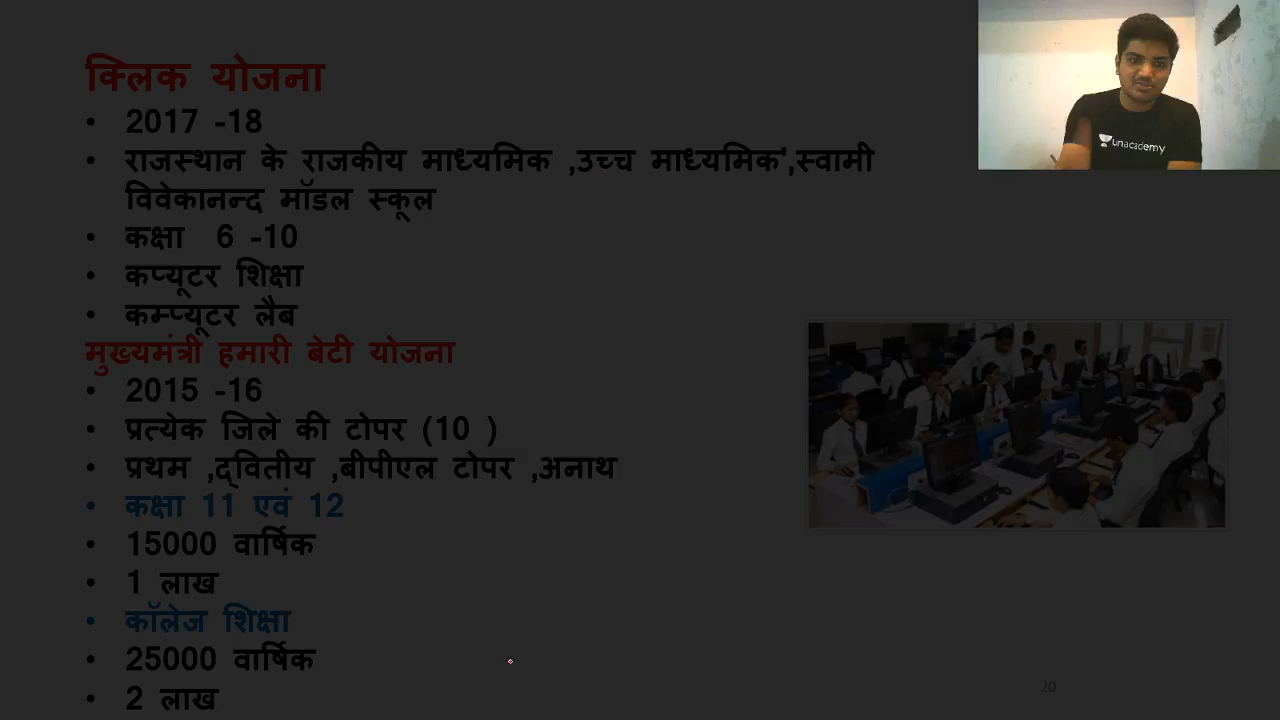 क्लिक योजना
• 2017 -18
• राजस्थान के राजकीय माध्यमिक ,उच्च माध्यमिक',स्वामी
विवेकानन्द मॉडल स्कूल
• कक्षा 6 -10
• कप्यूटर शिक्षा
• कम्प्यूटर लैब
मुख्यमंत्री हमारी बेटी योजना
• 2015 -16
• प्रत्येक जिले की टोपर (10 )
• प्रथम ,द्वितीय ,बीपीएल टोपर ,अनाथ
• कक्षा 11 एवं 12
• 15000 वार्षिक
• 1 लाख
• कॉलेज शिक्षा
• 25000 वार्षिक
• 2 लाख
20
unacademy